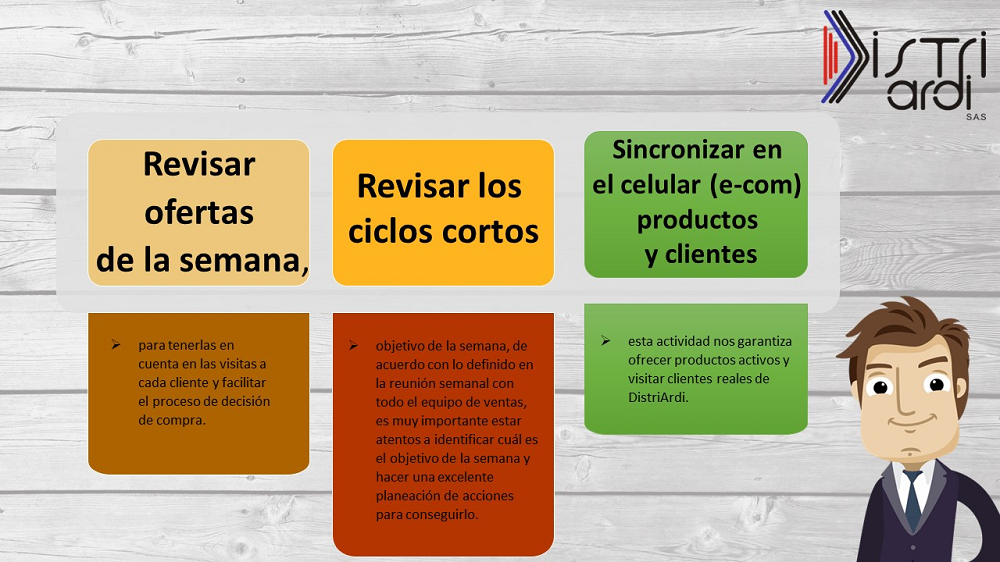 Distri
ardi
S.A.S
Revisar
ofertas
de la semana,
para tenerlas en
cuenta en las visitas a
cada cliente y facilitar
el proceso de decisión
de compra.
Revisar los
ciclos cortos
objetivo de la semana, de
acuerdo con lo definido en
la reunión semanal con
todo el equipo de ventas,
es muy importante estar
atentos a identificar cuál es
el objetivo de la semana y
hacer una excelente
planeación de acciones
para conseguirlo.
Sincronizar en
el celular (e-com)
productos
y clientes
esta actividad nos garantiza
ofrecer productos activos y
visitar clientes reales de
DistriArdi.